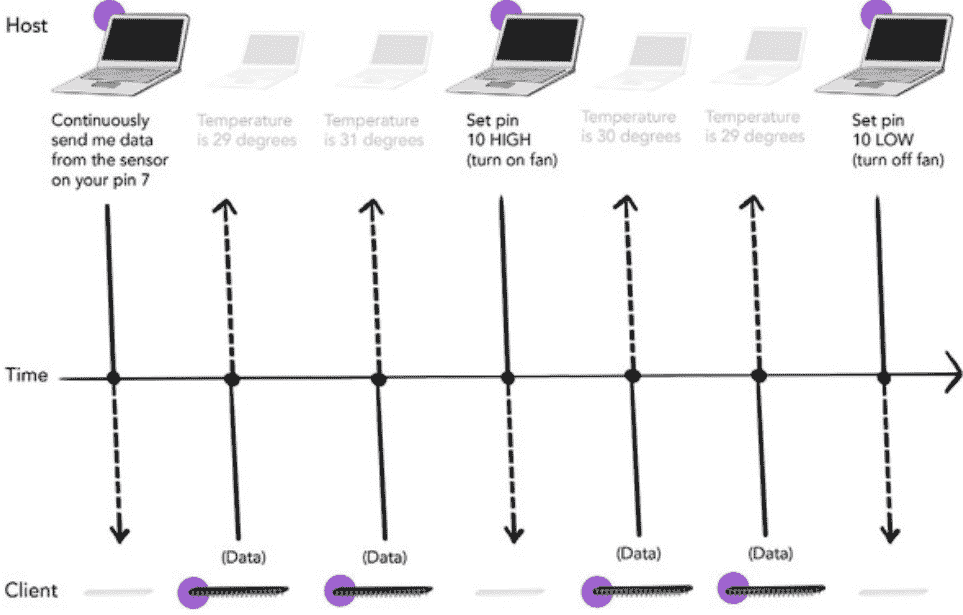 Host
Continuously
send me data
from the sensor
on your pin 7
Temperature
is 29 degrees
Temperature
is 31 degrees
Set pin
10 HIGH
(turn on fan)
Temperature
is 30 degrees
Temperature
is 29 degrees
Set pin
10 LOW
(turn off fan)
Time
(Data)
(Data)
(Data)
(Data)
Client